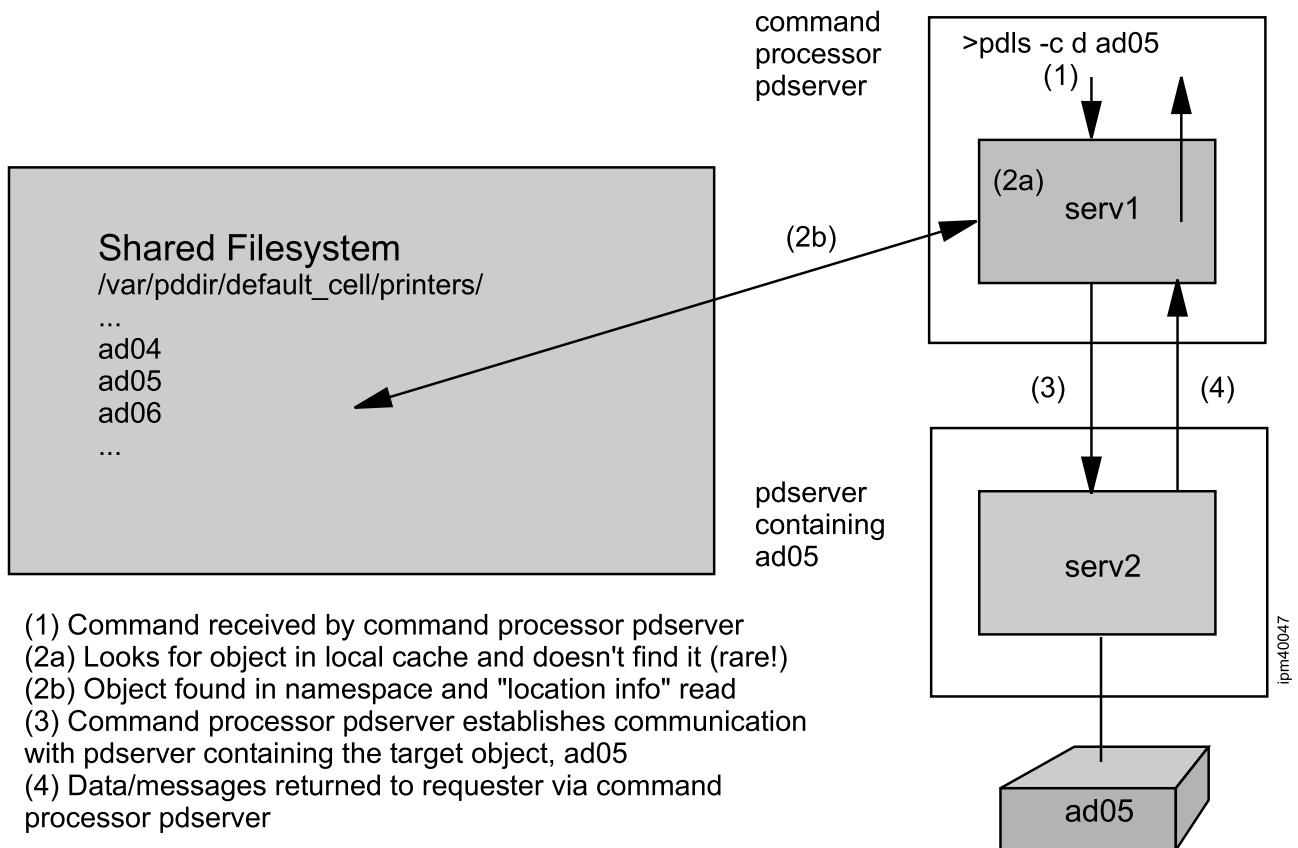 command
processor
pdserver
>pdls -c d ad05
(1)
(2a)
serv1
(2b)
Shared Filesystem
/var/pddir/default_cell/printers/
...
ad04
ad05
ad06
...
(3)
(4)
pdserver
containing
ad05
serv2
ad05
ipm40047
(1) Command received by command processor pdserver
(2a) Looks for object in local cache and doesn't find it (rare!)
(2b) Object found in namespace and "location info" read
(3) Command processor pdserver establishes communication
with pdserver containing the target object, ad05
(4) Data/messages returned to requester via command
processor pdserver